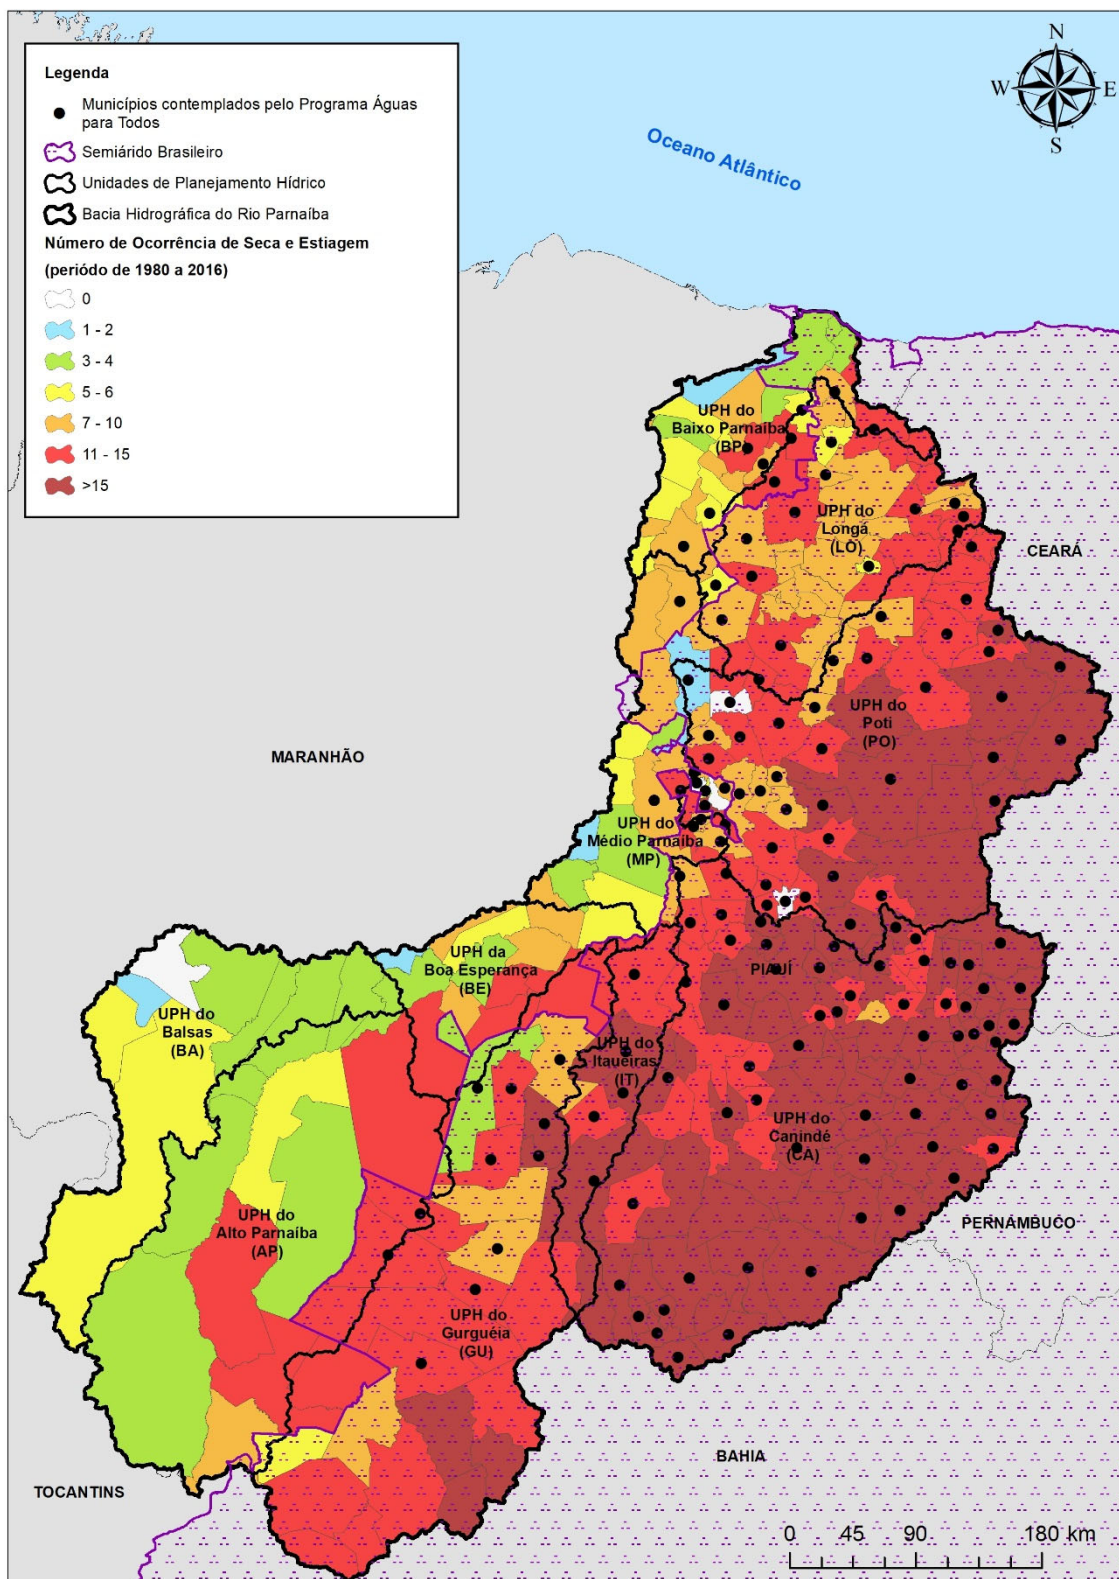 Legenda
Municípios contemplados pelo Programa Águas
para Todos
Semiárido Brasileiro
Unidades de Planejamento Hídrico
Bacia Hidrográfica do Rio Parnaíba
Número de Ocorrência de Seca e Estiagem
(periódo de 1980 a 2016)
0
1 - 2
3 - 4
5 - 6
7 - 10
11 - 15
>15
N
W
E
S
Oceano Atlântico
UPH do
Baixo Parnaíba
(BP)
UPH do
Longá
(LO)
CEARÁ
UPH do
Poti
(PO)
MARANHÃO
UPH do
Médio Parnaíba
(MP)
UPH da
Boa Esperança
(BE)
PIAUÍ
UPH do
Balsas
(BA)
UPH do
Itaueiras
(IT)
UPH do
Canindé
(CA)
UPH do
Alto Parnaíba
(AP)
PERNAMBUCO
UPH do
Gurguéia
(GU)
BAHIA
TOCANTINS
0 45 90 180 km